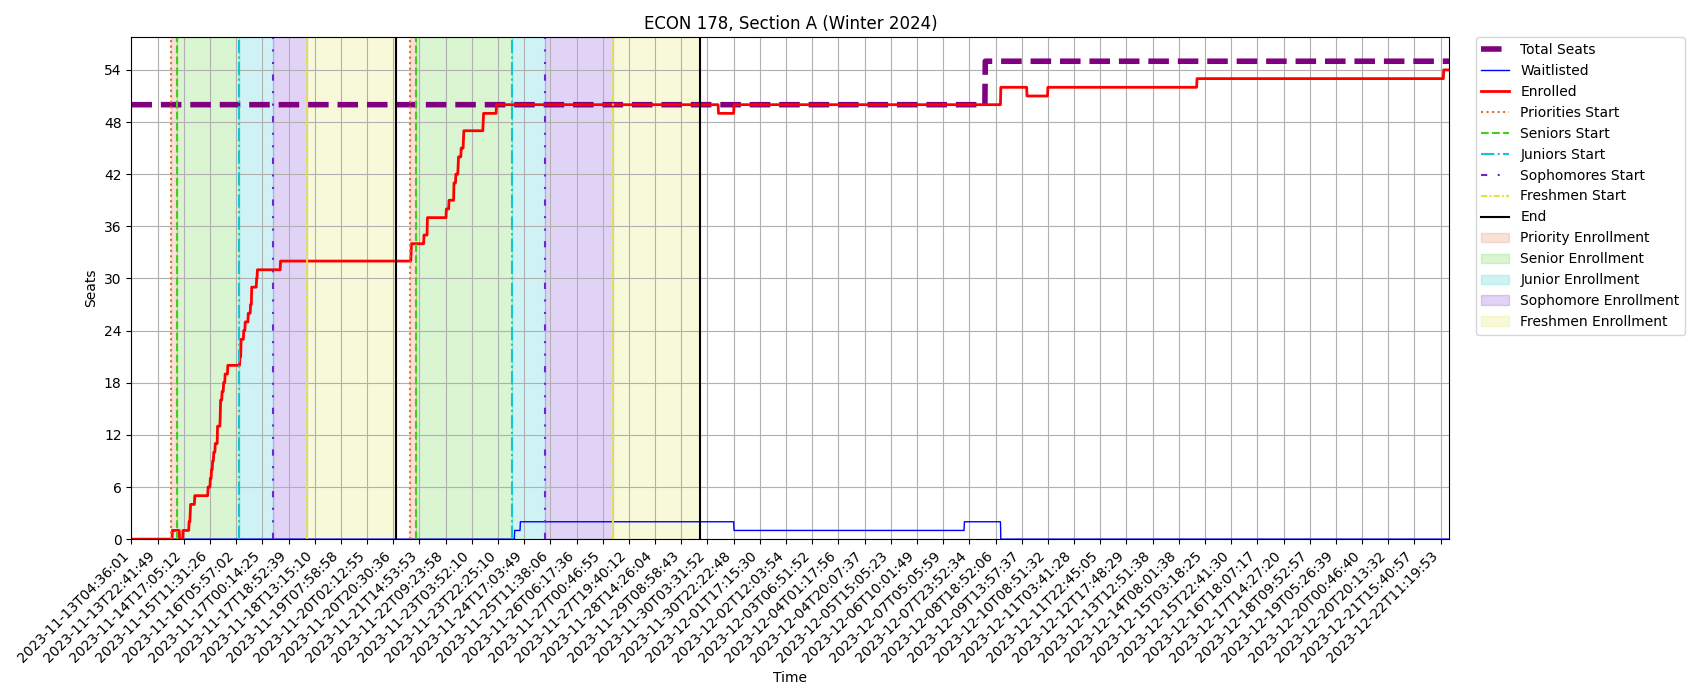 ECON 178, Section A (Winter 2024)
Seats
54
48
42
36
30
24
18
12
6
0
2023-11-13T04:36:01
2023-11-13T22:41:49
2023-11-14T17:05:12
2023-11-15T11:31:26
2023-11-16T05:57:02
2023-11-17T00:14:25
2023-11-17T18:52:39
2023-11-18T13:15:10
2023-11-19T07:58:58
2023-11-20T02:12:55
2023-11-20T20:30:36
2023-11-21T14:53:53
2023-11-22T09:23:58
2023-11-23T03:52:10
2023-11-23T22:25:10
2023-11-24T17:03:49
2023-11-25T11:38:06
2023-11-26T06:17:36
2023-11-27T00:46:55
2023-11-27T19:40:12
2023-11-28T14:26:04
2023-11-29T08:58:43
2023-11-30T03:31:52
2023-11-30T22:22:48
2023-12-01T17:15:30
2023-12-02T12:03:54
2023-12-03T06:51:52
2023-12-04T01:17:56
2023-12-04T20:07:37
2023-12-05T15:05:23
2023-12-06T10:01:49
2023-12-07T05:05:59
2023-12-07T23:52:34
2023-12-08T18:52:06
2023-12-09T13:57:37
2023-12-10T08:51:32
2023-12-11T03:41:28
2023-12-11T22:45:05
2023-12-12T17:48:29
2023-12-13T12:51:38
2023-12-14T08:01:38
2023-12-15T03:18:25
2023-12-15T22:41:30
2023-12-16T18:07:17
2023-12-17T14:27:20
2023-12-18T09:52:57
2023-12-19T05:26:39
2023-12-20T00:46:40
2023-12-20T20:13:32
2023-12-21T15:40:57
2023-12-22T11:19:53
Time
Total Seats
Waitlisted
Enrolled
Priorities Start
Seniors Start
Juniors Start
Sophomores Start
Freshmen Start
End
Priority Enrollment
Senior Enrollment
Junior Enrollment
Sophomore Enrollment
Freshmen Enrollment